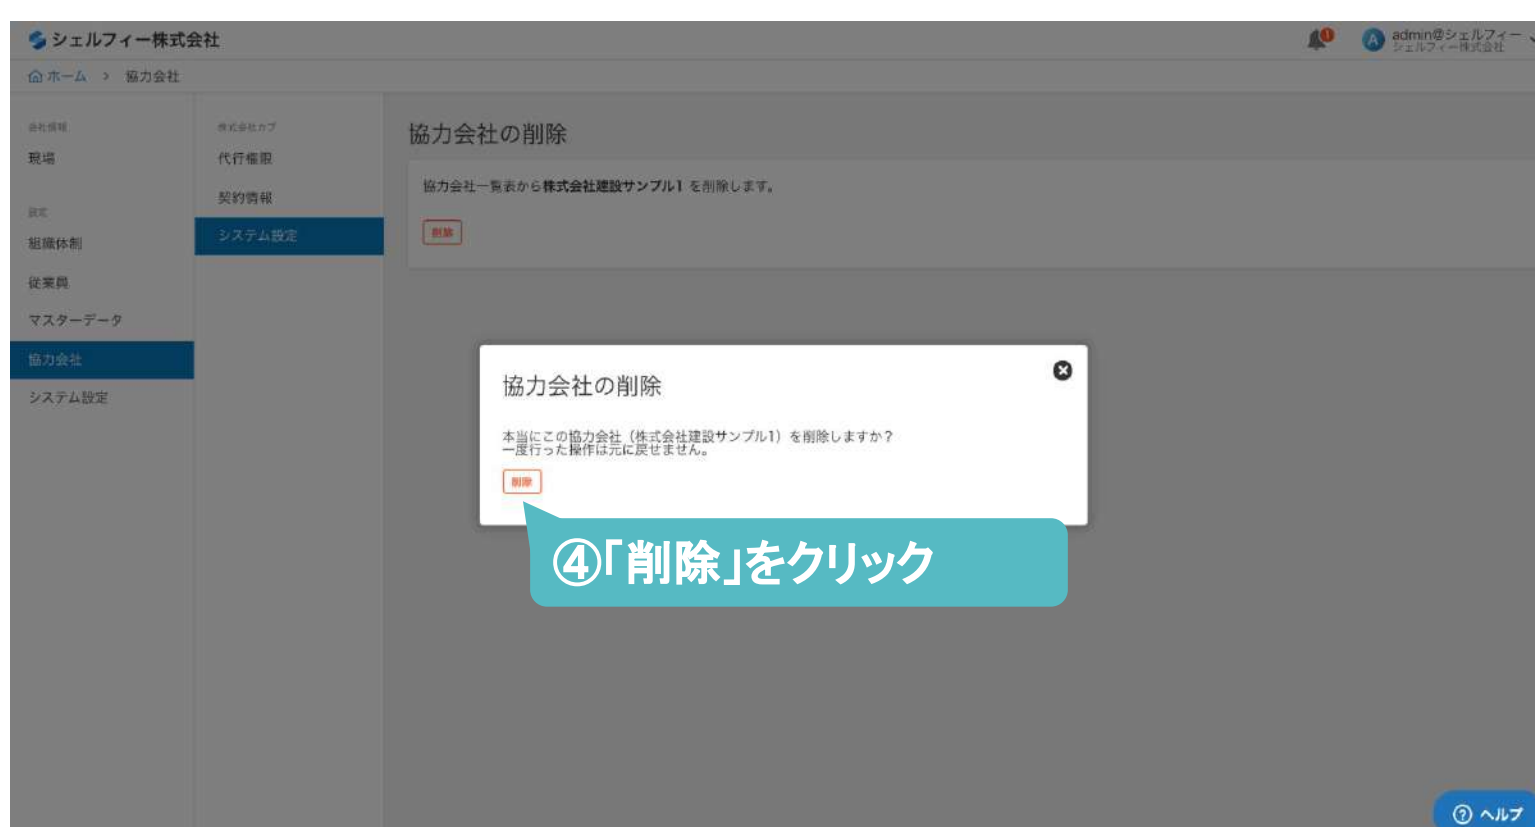 シェルフィー株式会社
admin@シェルフィー
シェルフィー株式会社
ホーム > 協力会社
会社情報
現場
設定
組織体制
従業員
マスターデータ
協力会社
システム設定
株式会社カブ
代行権限
契約情報
システム設定
協力会社の削除
協力会社一覧表から株式会社建設サンプル1 を削除します。
削除
協力会社の削除
本当にこの協力会社（株式会社建設サンプル1）を削除しますか？
一度行った操作は元に戻せません。
削除
④「削除」をクリック
ヘルプ